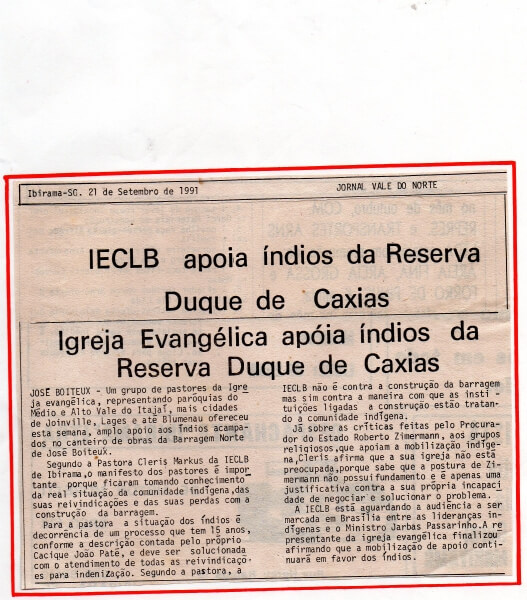 Ibirama-SC. 21 de Setembro de 1991
JORNAL VALE DO NORTE
IECLB apoia índios da Reserva
Duque de Caxias
Igreja Evangélica apóia índios da
Reserva Duque de Caxias
JOSÉ BOITEUX - Um grupo de pastores da Igre
ja evangélica, representando paróquias do
Médio e Alto Vale do Itajaí, mais cidades
de Joinville, Lages e até Blumenau ofereceu
esta semana, amplo apoio aos índios acampa-
dos no canteiro de obras da Barragem Norte
de José Boiteux.
Segundo a Pastora Cleris Markus da IECLB
de Ibirama,o manifesto dos pastores é impor
tante porque ficaram tomando conhecimento
da real situação da comunidade indígena,das
suas reivindicações e das suas perdas com a
construção da barragem.
Para a pastora a situação dos índios é
decorrência de um processo que tem 15 anos,
conforme a descrição contada pelo próprio
Cacique João Patê, e deve ser solucionada
com o atendimento de todas as reivindicaço-
es para indenização. Segundo a pastora, a
IECLB não é contra a construção da barragem
mas sim contra a maneira com que as insti -
tuições ligadas a construção estão tratan-
do a comunidade indígena.
Já sobre as críticas feitas pelo Procura-
dor do Estado Roberto Zimermann, aos grupos
religiosos,que apoiam a mobilização indíge-
na,Cleris afirma que a sua igreja não está
preocupada,porque sabe que a postura de Zi-
mermann não possuifundamento e é apenas uma
justificativa contra a sua própria incapaci
dade de negociar e solucionar o problema.
A IECLB está aguardando a audiência a ser
marcada em Brasília entre as lideranças in-
dígenas e o Ministro Jarbas Passarinho.A re
presentante da igreja evangélica finalizou
afirmando que a mobilização de apoio conti-
nuará em favor dos índios.